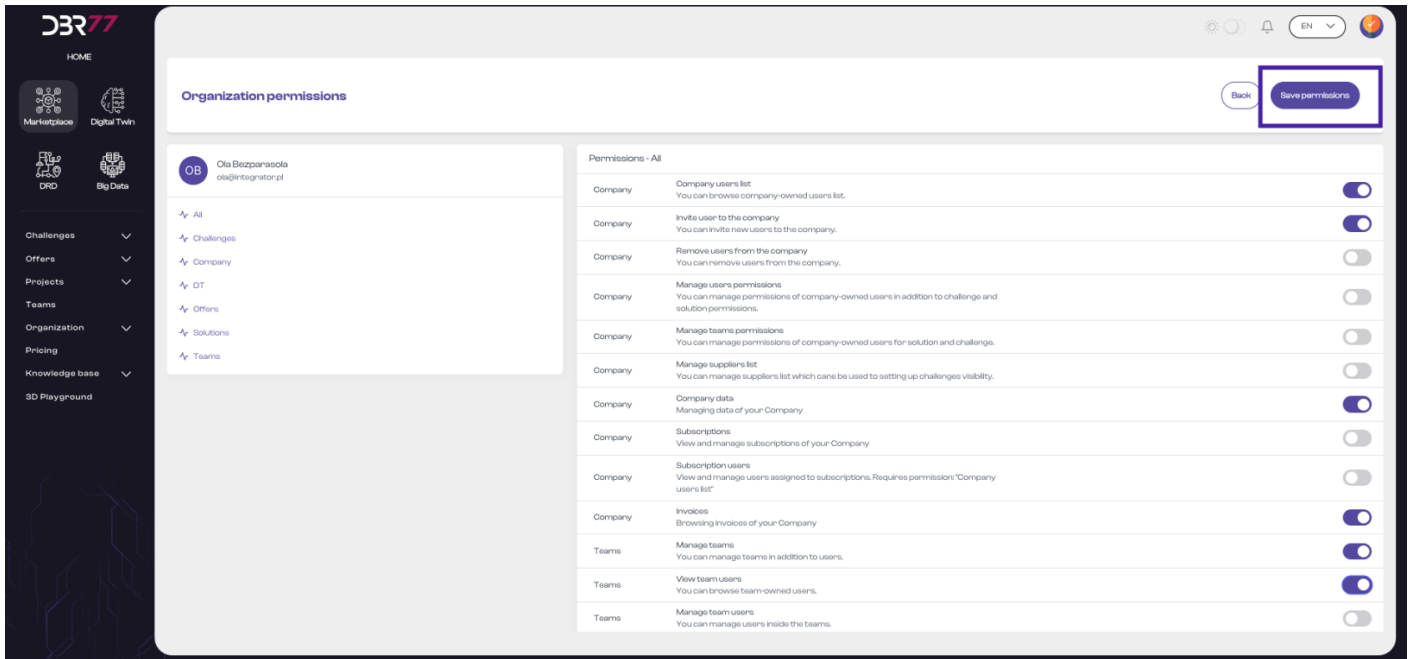 DBR77
HOME
Marketplace
Digital Twin
DRD
Big Data
Challenges
Offers
Projects
Teams
Organization
Pricing
Knowledge base
3D Playground
EN
Organization permissions
Back
Save permissions
OB
Ola Bezparasola
ola@integrator.pl
All
Challenges
Company
DT
Offers
Solutions
Teams
Permissions - All
Company
Company users list
You can browse company-owned users list.
Company
Invite user to the company
You can invite new users to the company.
Company
Remove users from the company
You can remove users from the company.
Company
Manage users permissions
You can manage permissions of company-owned users in addition to challenge and
solution permissions.
Company
Manage teams permissions
You can manage permissions of company-owned users for solution and challenge.
Company
Manage suppliers list
You can manage suppliers list which cane be used to setting up challenges visibility.
Company
Company data
Managing data of your Company
Company
Subscriptions
View and manage subscriptions of your Company
Company
Subscription users
View and manage users assigned to subscriptions. Requires permission: "Company
users list"
Company
Invoices
Browsing invoices of your Company
Teams
Manage teams
You can manage teams in addition to users.
Teams
View team users
You can browse team-owned users.
Teams
Manage team users
You can manage users inside the teams.